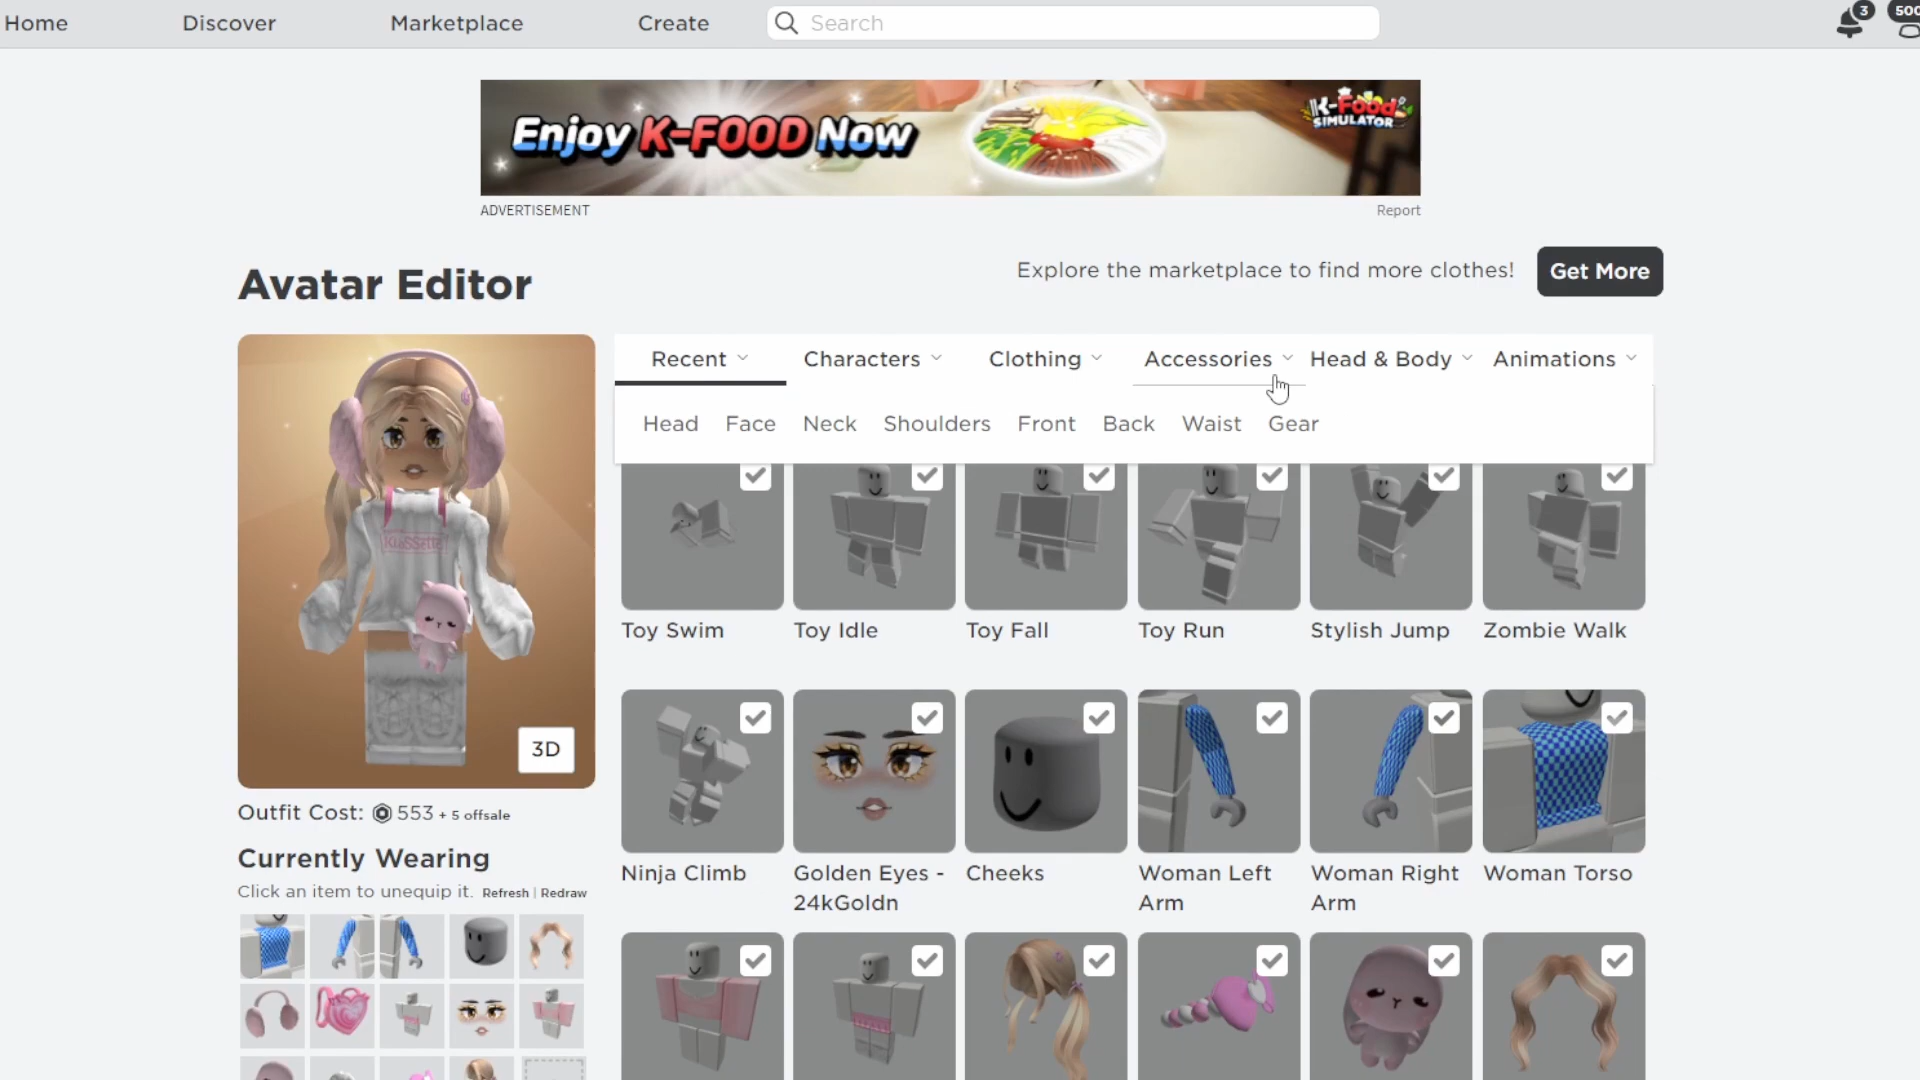 Home Discover Marketplace Create Search 3 500
Enjoy K-FOOD Now
K-Food
SIMULATOR
ADVERTISEMENT Report
Avatar Editor
Explore the marketplace to find more clothes! Get More
Recent Characters Clothing Accessories Head & Body Animations
Head Face Neck Shoulders Front Back Waist Gear
3D
Toy Swim Toy Idle Toy Fall Toy Run Stylish Jump Zombie Walk
Outfit Cost: 553 + 5 offsale
Currently Wearing
Click an item to unequip it. Refresh | Redraw
Ninja Climb Golden Eyes - Cheeks Woman Left Woman Right Woman Torso
24kGoldn Arm Arm